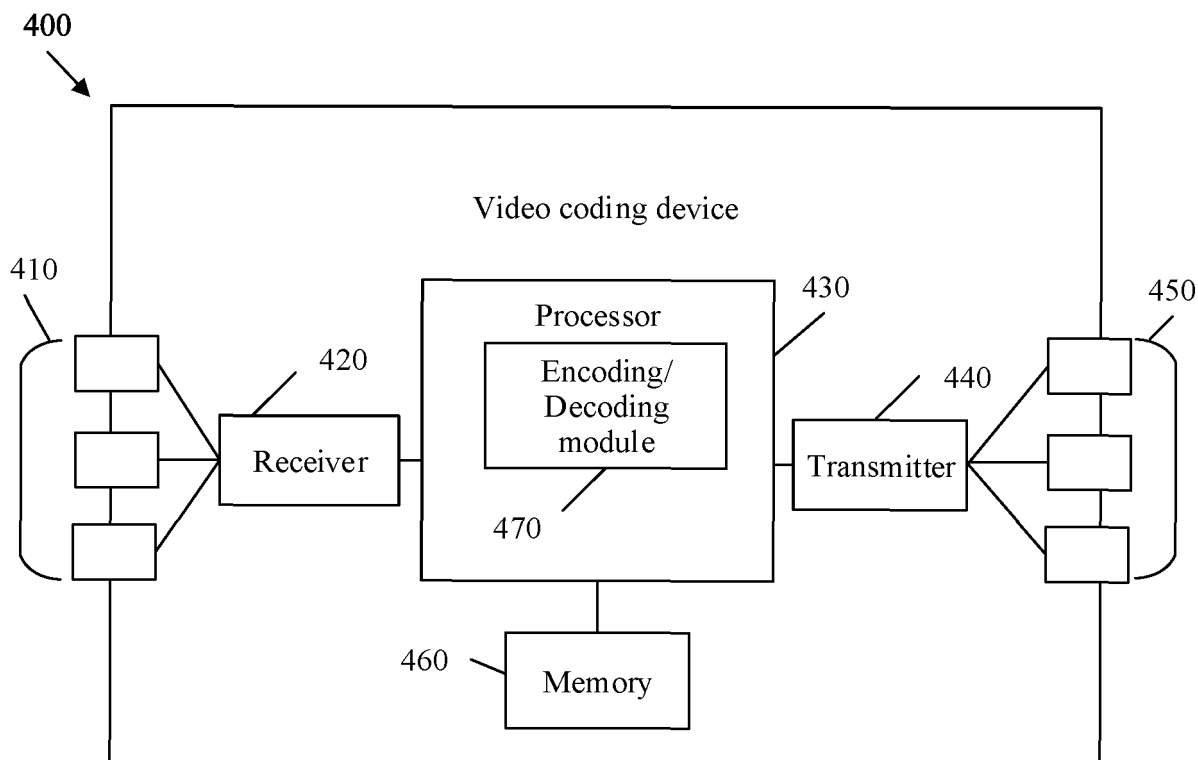 400
Video coding device
410
430
450
Processor
420
Encoding/
Decoding
module
440
Receiver
Transmitter
470
460
Memory